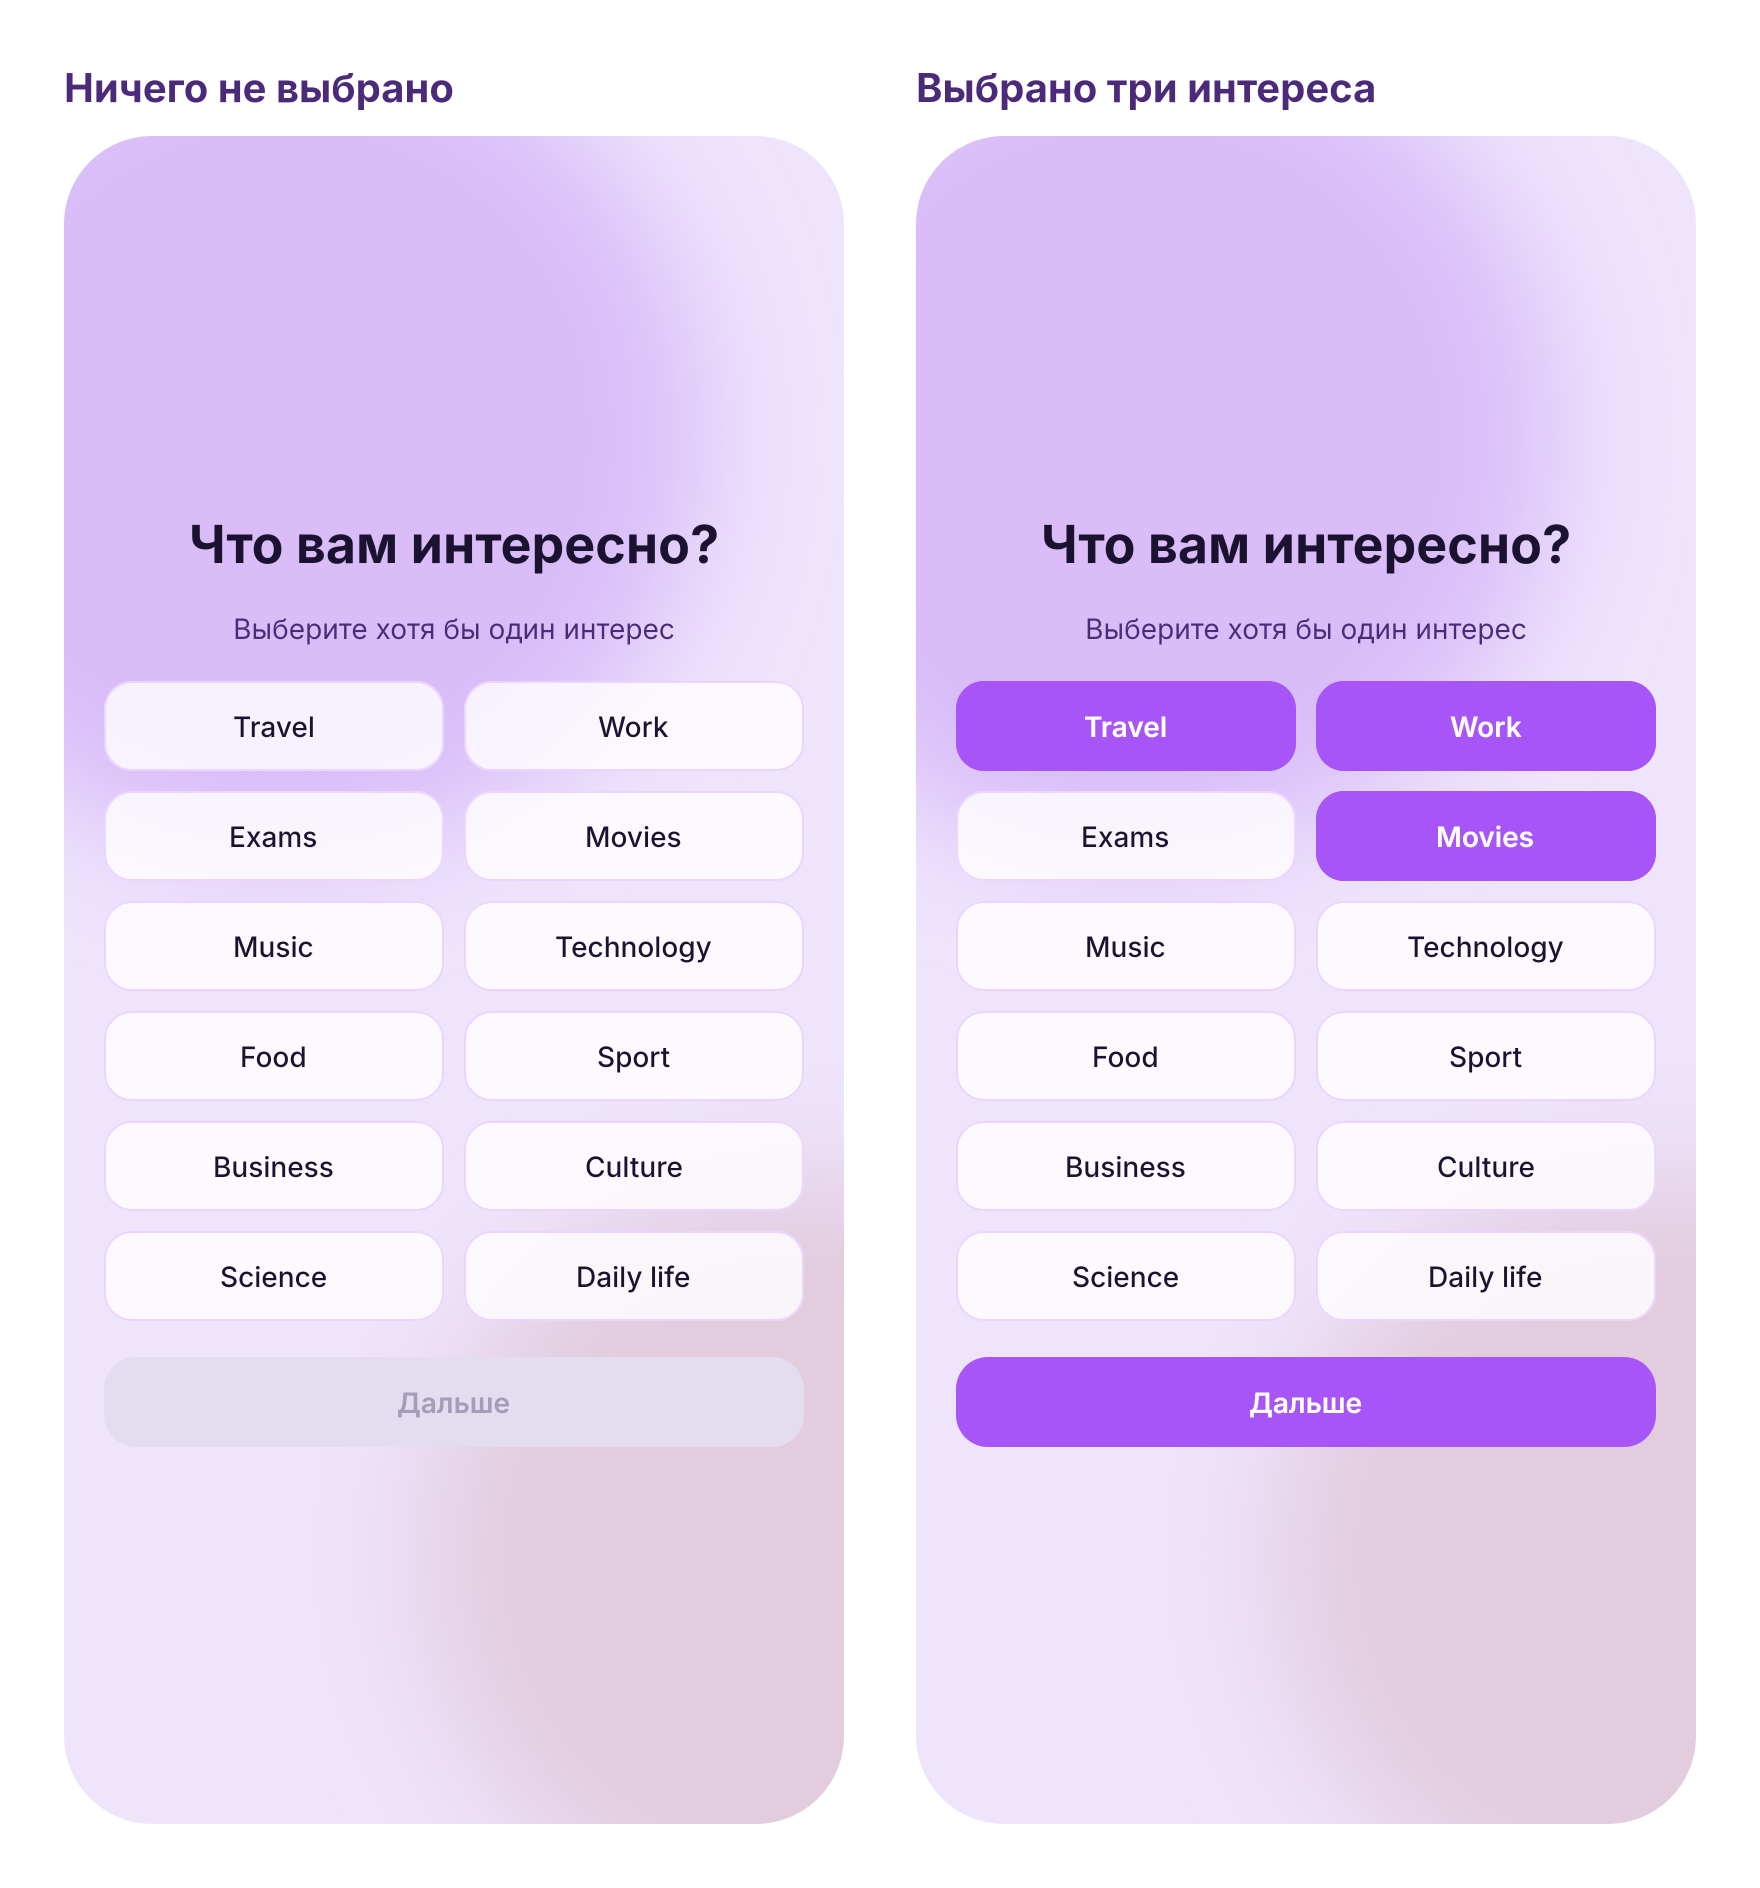 Ничего не выбрано
Что вам интересно?
Выберите хотя бы один интерес
Travel
Work
Exams
Movies
Music
Technology
Food
Sport
Business
Culture
Science
Daily life
Дальше
Выбрано три интереса
Что вам интересно?
Выберите хотя бы один интерес
Travel
Work
Exams
Movies
Music
Technology
Food
Sport
Business
Culture
Science
Daily life
Дальше